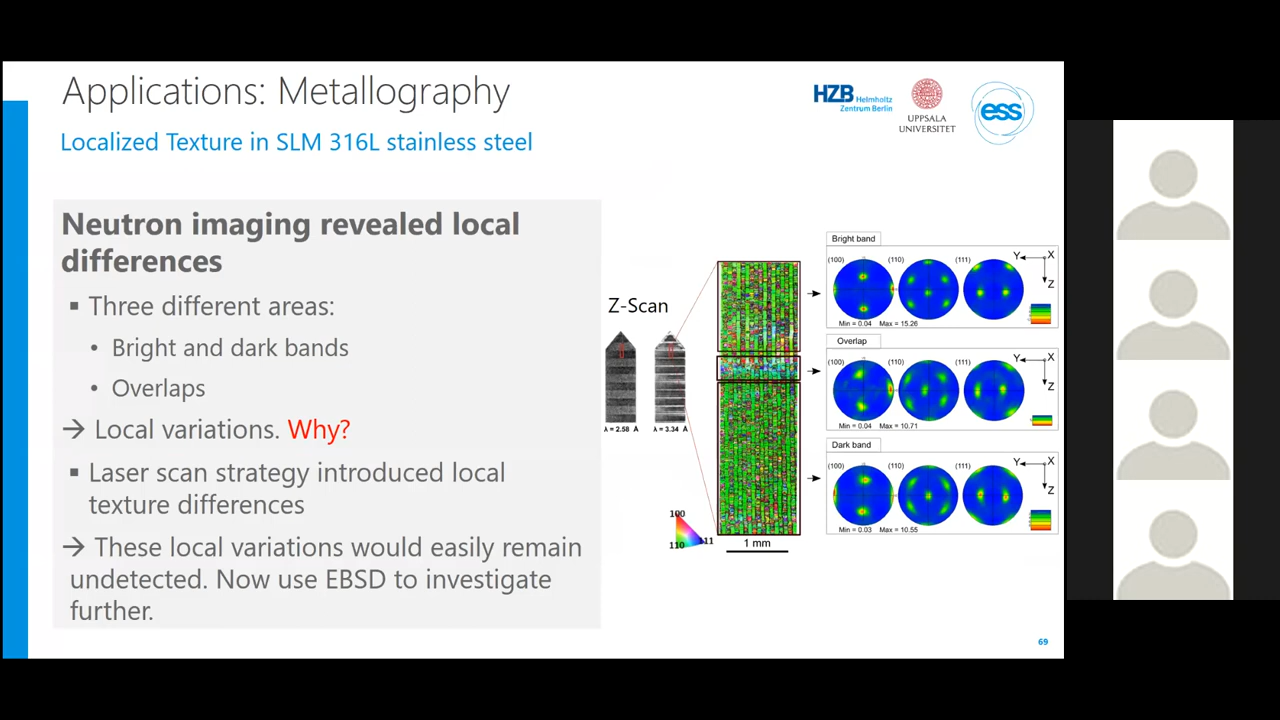 Applications: Metallography
Localized Texture in SLM 316L stainless steel
HZB Helmholtz
Zentrum Berlin
UPPSALA
UNIVERSITET
ess
Neutron imaging revealed local
differences
▪ Three different areas:
• Bright and dark bands
• Overlaps
→ Local variations. Why?
▪ Laser scan strategy introduced local
texture differences
→ These local variations would easily remain
undetected. Now use EBSD to investigate
further.
Z-Scan
λ = 2.58 Å
λ = 3.34 Å
100
110
111
1 mm
Bright band
(100) (110) (111) Y X
Z
Min = 0.04 Max = 15.26
Overlap
(100) (110) (111) Y X
Z
Min = 0.04 Max = 10.71
Dark band
(100) (110) (111) Y X
Z
Min = 0.03 Max = 10.55
69